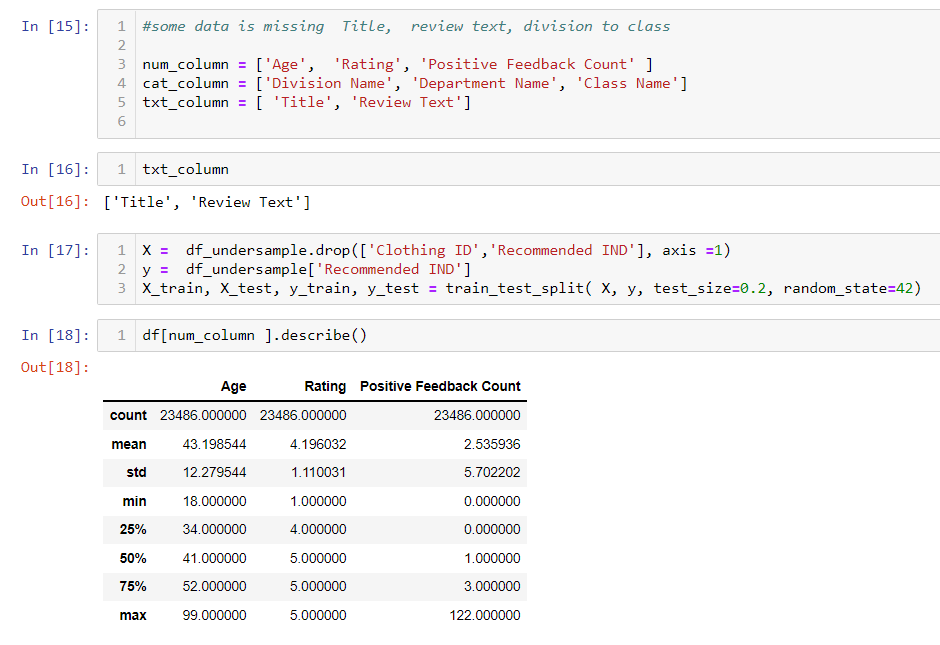 In [15]: 1 #some data is missing  Title,  review text, division to class
2
3 num_column = ['Age',  'Rating', 'Positive Feedback Count' ]
4 cat_column = ['Division Name', 'Department Name', 'Class Name']
5 txt_column = [ 'Title', 'Review Text']
6
In [16]: 1 txt_column
Out[16]: ['Title', 'Review Text']
In [17]: 1 X =  df_undersample.drop(['Clothing ID','Recommended IND'], axis =1)
2 y =  df_undersample['Recommended IND']
3 X_train, X_test, y_train, y_test = train_test_split( X, y, test_size=0.2, random_state=42)
In [18]: 1 df[num_column ].describe()
Out[18]:
Age Rating Positive Feedback Count
count 23486.000000 23486.000000 23486.000000
mean 43.198544 4.196032 2.535936
std 12.279544 1.110031 5.702202
min 18.000000 1.000000 0.000000
25% 34.000000 4.000000 0.000000
50% 41.000000 5.000000 1.000000
75% 52.000000 5.000000 3.000000
max 99.000000 5.000000 122.000000